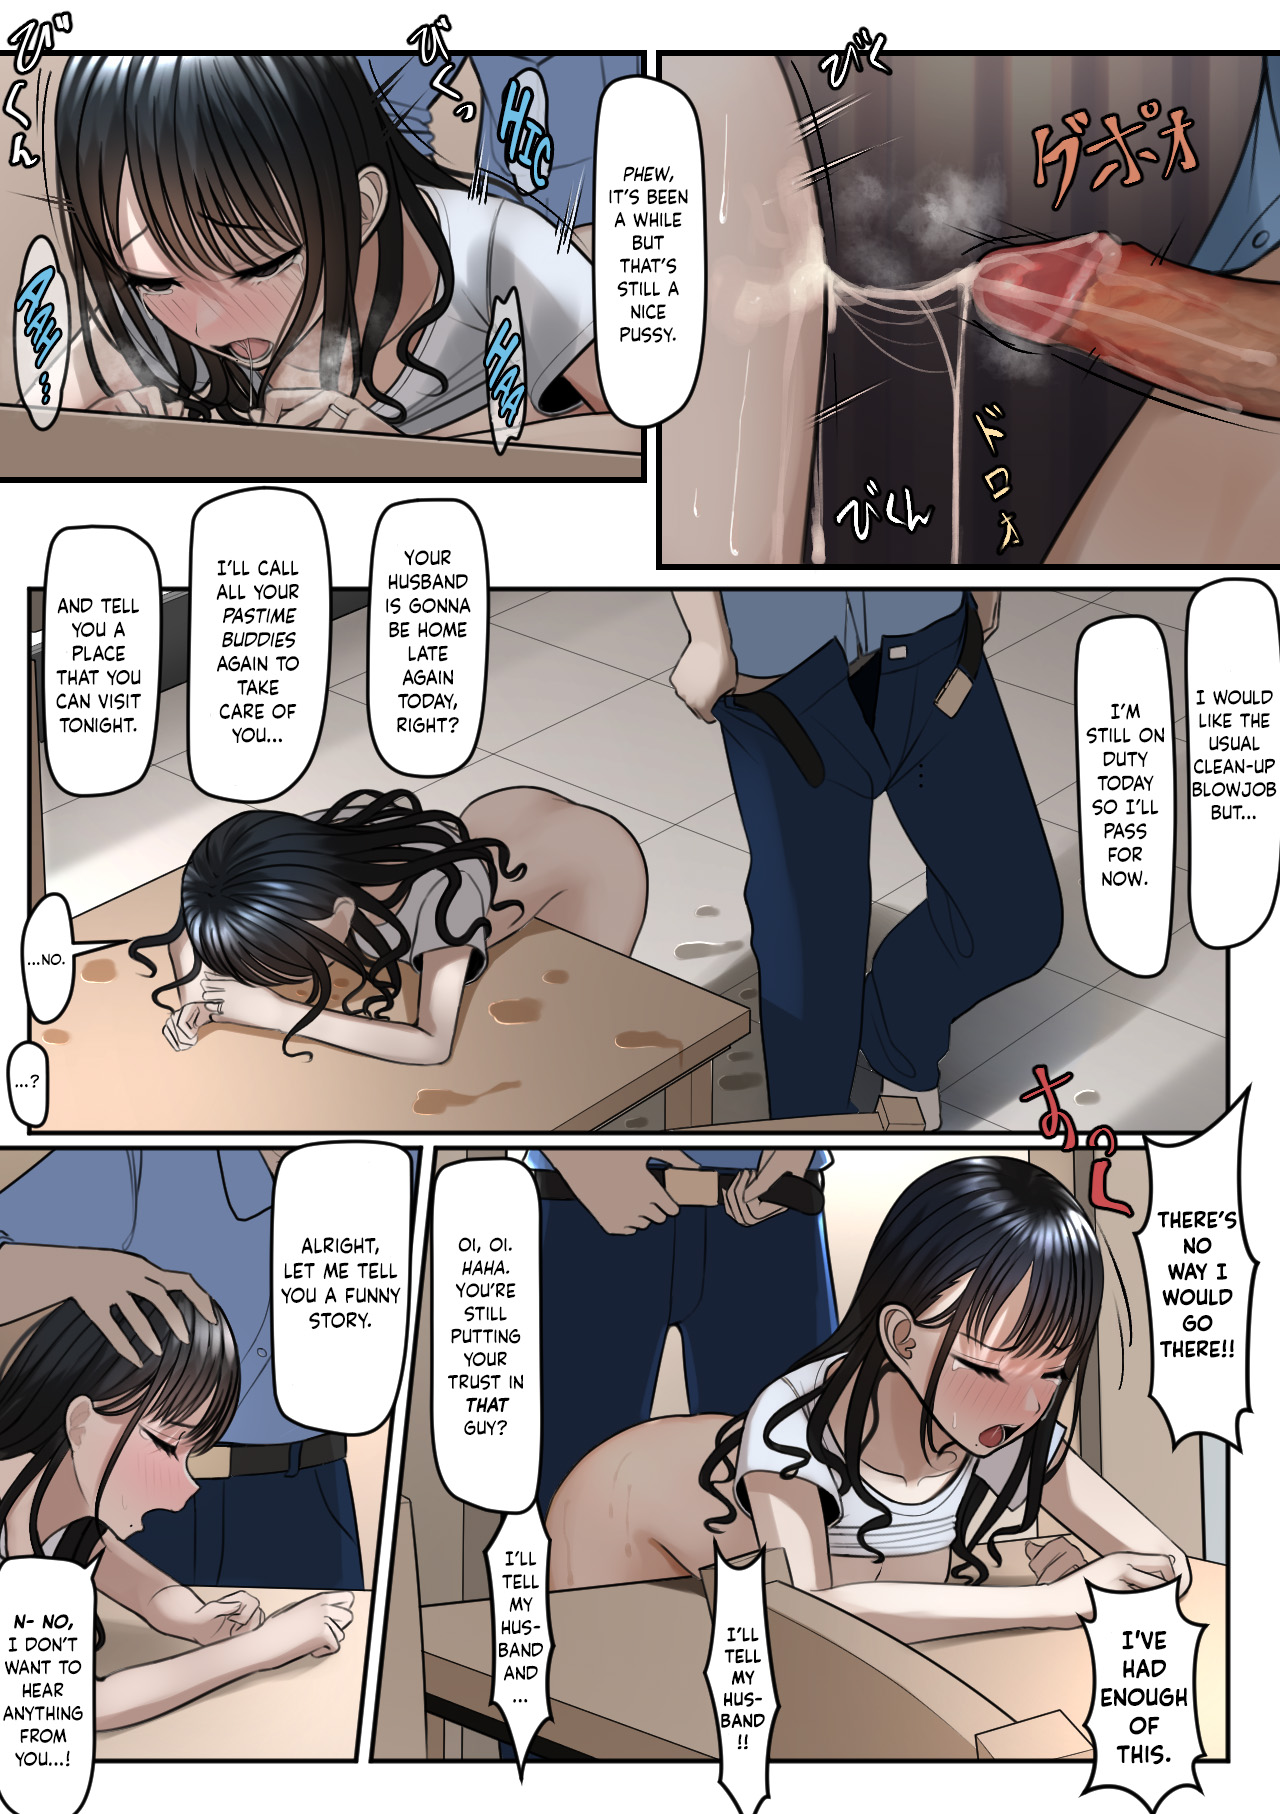 びくん
びくっ
HIC
AAH...
HAA
びく
グポォ
ドロォ
びくん
PHEW,
IT'S BEEN
A WHILE
BUT
THAT'S
STILL A
NICE
PUSSY.
I WOULD
LIKE THE
USUAL
CLEAN-UP
BLOWJOB
BUT...
I'M
STILL ON
DUTY
TODAY
SO I'LL
PASS
FOR
NOW.
YOUR
HUSBAND
IS GONNA
BE HOME
LATE
AGAIN
TODAY,
RIGHT?
I'LL CALL
ALL YOUR
PASTIME
BUDDIES
AGAIN TO
TAKE
CARE OF
YOU...
AND TELL
YOU A
PLACE
THAT YOU
CAN VISIT
TONIGHT.
...NO.
...?
THERE'S
NO
WAY I
WOULD
GO
THERE!!
I'VE
HAD
ENOUGH
OF
THIS.
I'LL
TELL
MY
HUS-
BAND
!!
I'LL
TELL
MY
HUS-
BAND
AND
...
OI, OI.
HAHA.
YOU'RE
STILL
PUTTING
YOUR
TRUST IN
THAT
GUY?
ALRIGHT,
LET ME TELL
YOU A FUNNY
STORY.
N- NO,
I DON'T
WANT TO
HEAR
ANYTHING
FROM
YOU...!